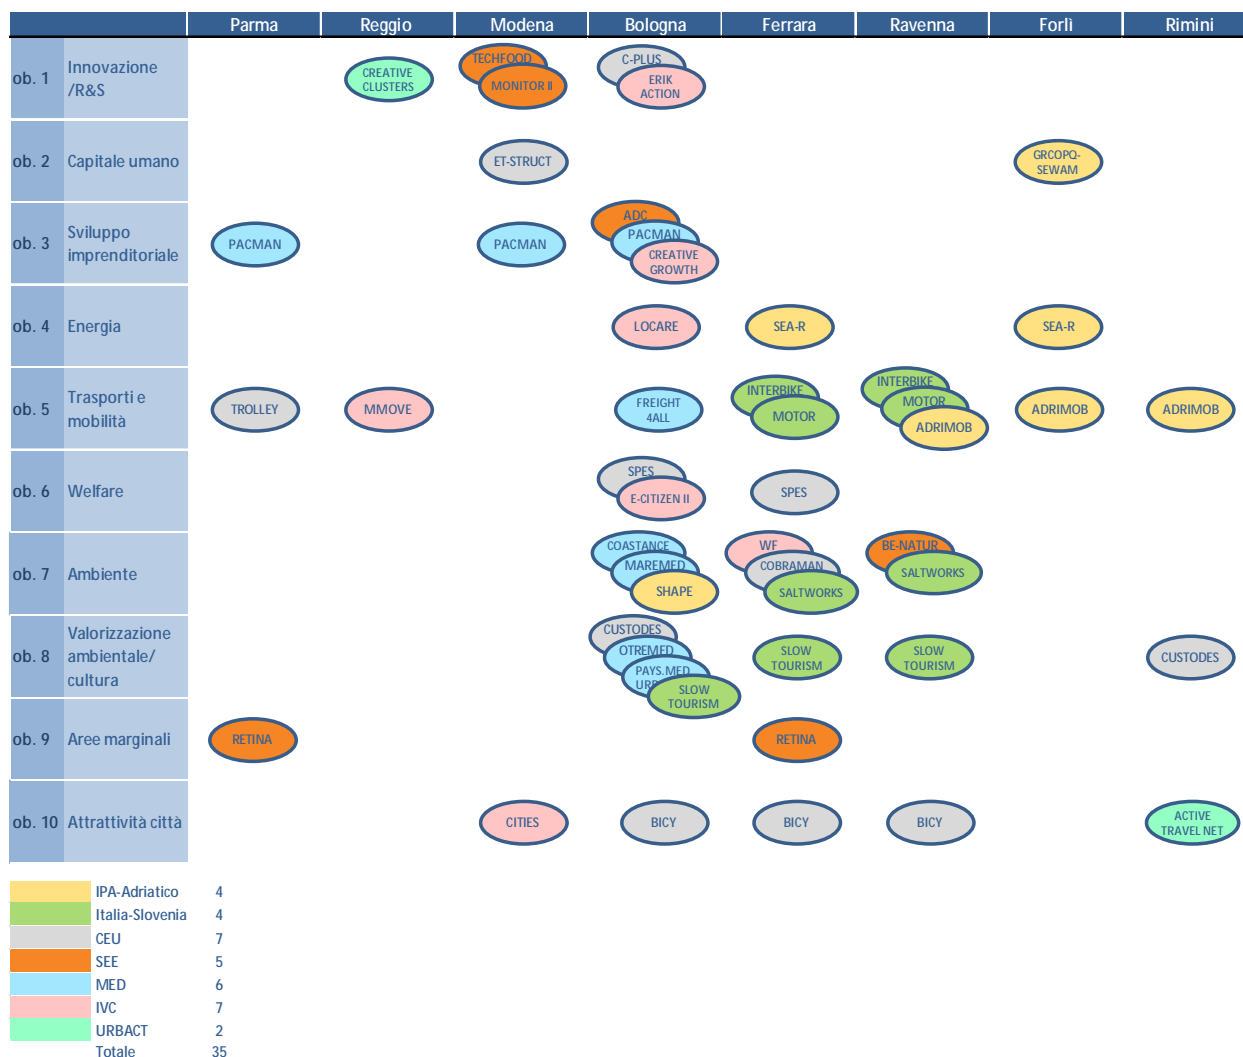 Parma Reggio Modena Bologna Ferrara Ravenna Forlì Rimini
ob. 1 Innovazione /R&S
CREATIVE CLUSTERS
TECHFOOD
MONITOR II
C-PLUS
ERIK ACTION
ob. 2 Capitale umano
ET-STRUCT
GRCOPQ-SEWAM
ob. 3 Sviluppo imprenditoriale
PACMAN
PACMAN
ADC
PACMAN
CREATIVE GROWTH
ob. 4 Energia
LOCARE
SEA-R
SEA-R
ob. 5 Trasporti e mobilità
TROLLEY
MMOVE
FREIGHT 4ALL
INTERBIKE
MOTOR
INTERBIKE
MOTOR
ADRIMOB
ADRIMOB
ADRIMOB
ob. 6 Welfare
SPES
E-CITIZEN II
SPES
ob. 7 Ambiente
COASTANCE
MAREMED
SHAPE
WF
COBRAMAN
SALTWORKS
BE-NATUR
SALTWORKS
ob. 8 Valorizzazione ambientale/ cultura
CUSTODES
OTREMED
PAYS.MED
SLOW TOURISM
SLOW TOURISM
SLOW TOURISM
CUSTODES
ob. 9 Aree marginali
RETINA
RETINA
ob. 10 Attrattività città
CITIES
BICY
BICY
BICY
ACTIVE TRAVEL NET
IPA-Adriatico 4
Italia-Slovenia 4
CEU 7
SEE 5
MED 6
IVC 7
URBACT 2
Totale 35